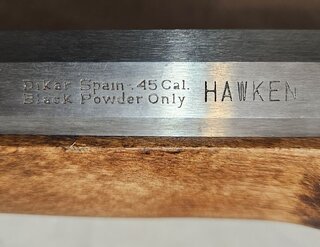 DiKar Spain-.45 Cal. HAWKEN
Black Powder Only